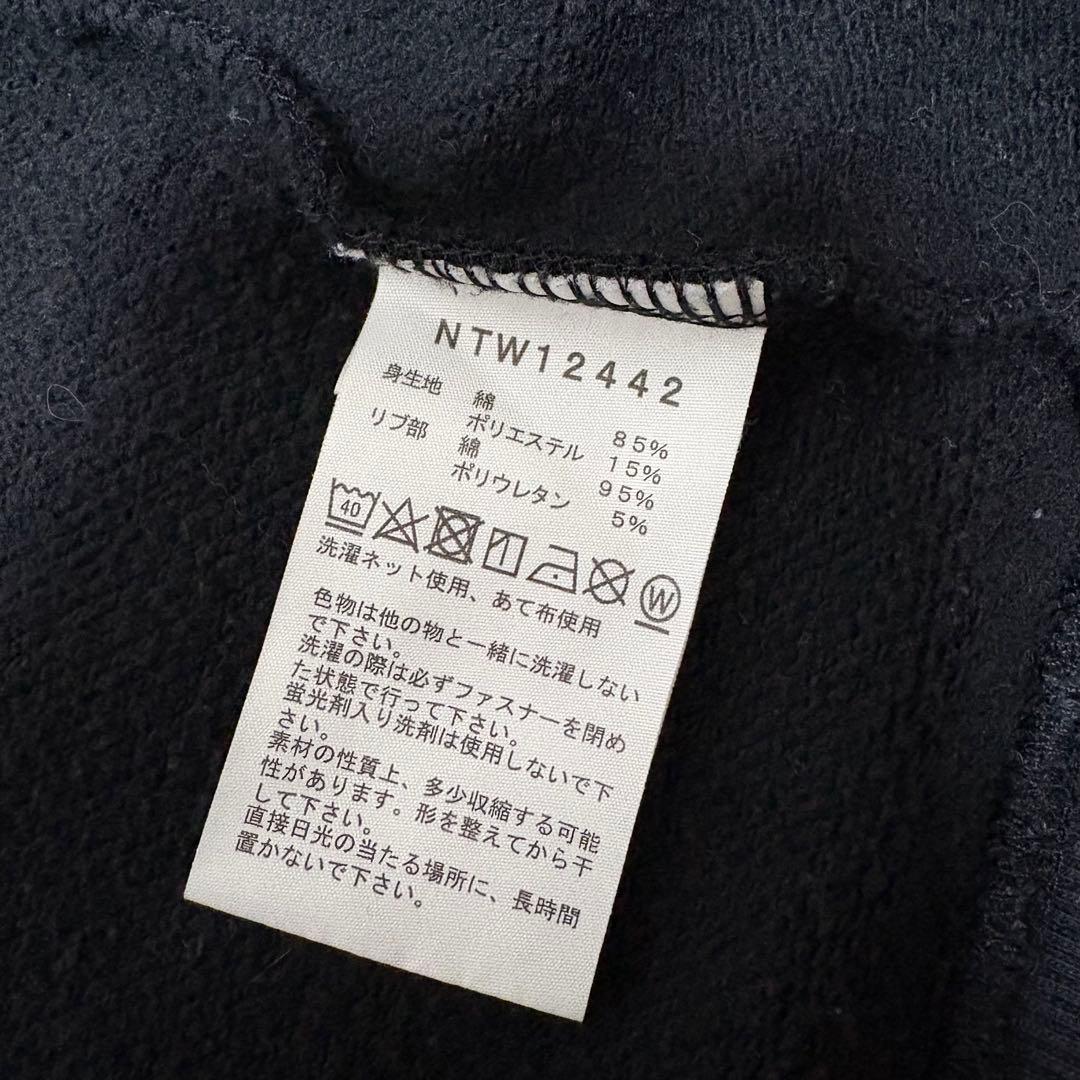 NTW12442
身生地 綿 85%
ポリエステル 15%
リブ部 綿 95%
ポリウレタン 5%
40 W
洗濯ネット使用、あて布使用
色物は他の物と一緒に洗濯しない
で下さい。
洗濯の際は必ずファスナーを閉め
た状態で行って下さい。
蛍光剤入り洗剤は使用しないで下
さい。
素材の性質上、多少収縮する可能
性があります。形を整えてから干
して下さい。
直接日光の当たる場所に、長時間
置かないで下さい。